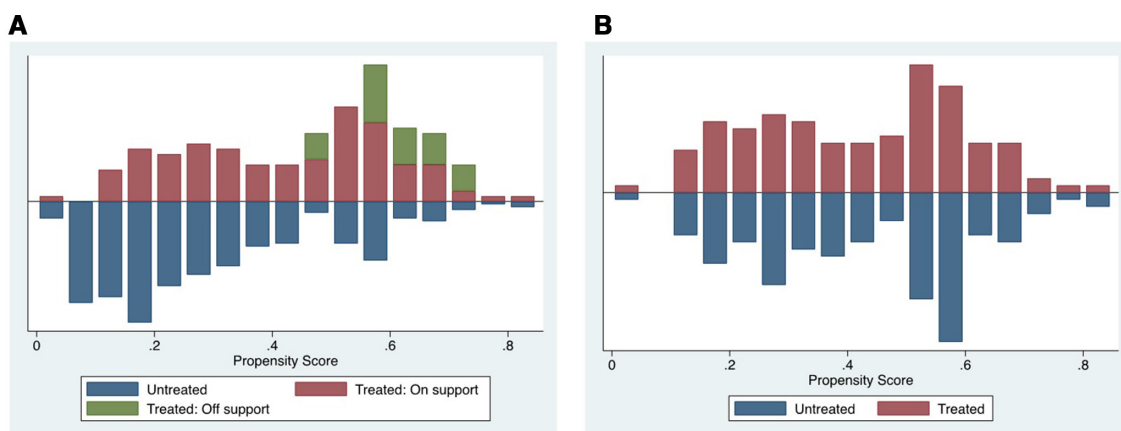 A
0 .2 .4 .6 .8
Propensity Score
Untreated Treated: On support
Treated: Off support
B
0 .2 .4 .6 .8
Propensity Score
Untreated Treated